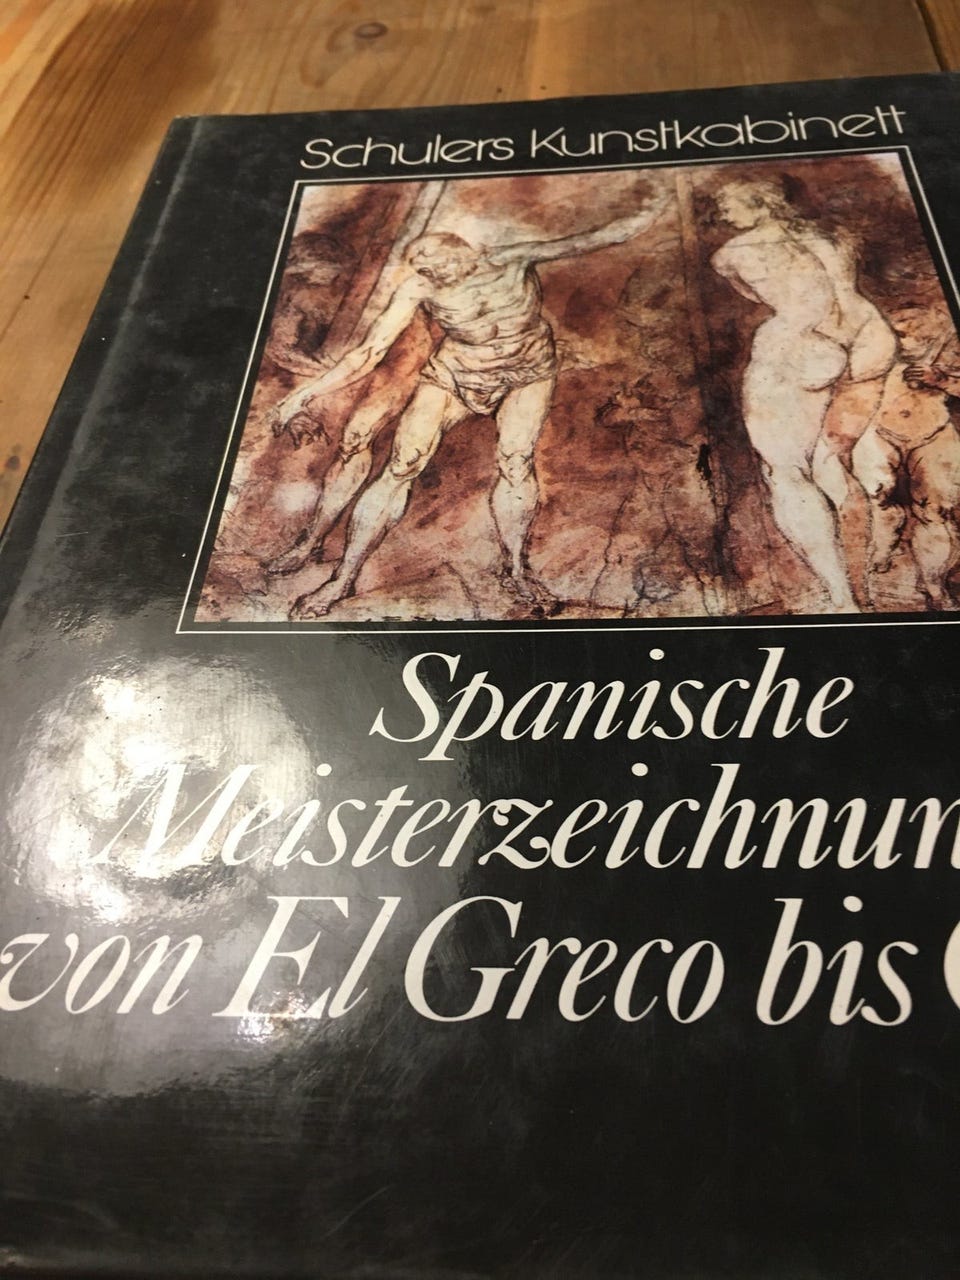 Schulers Kunstkabinett
Spanische
Meisterzeichnun
von El Greco bis